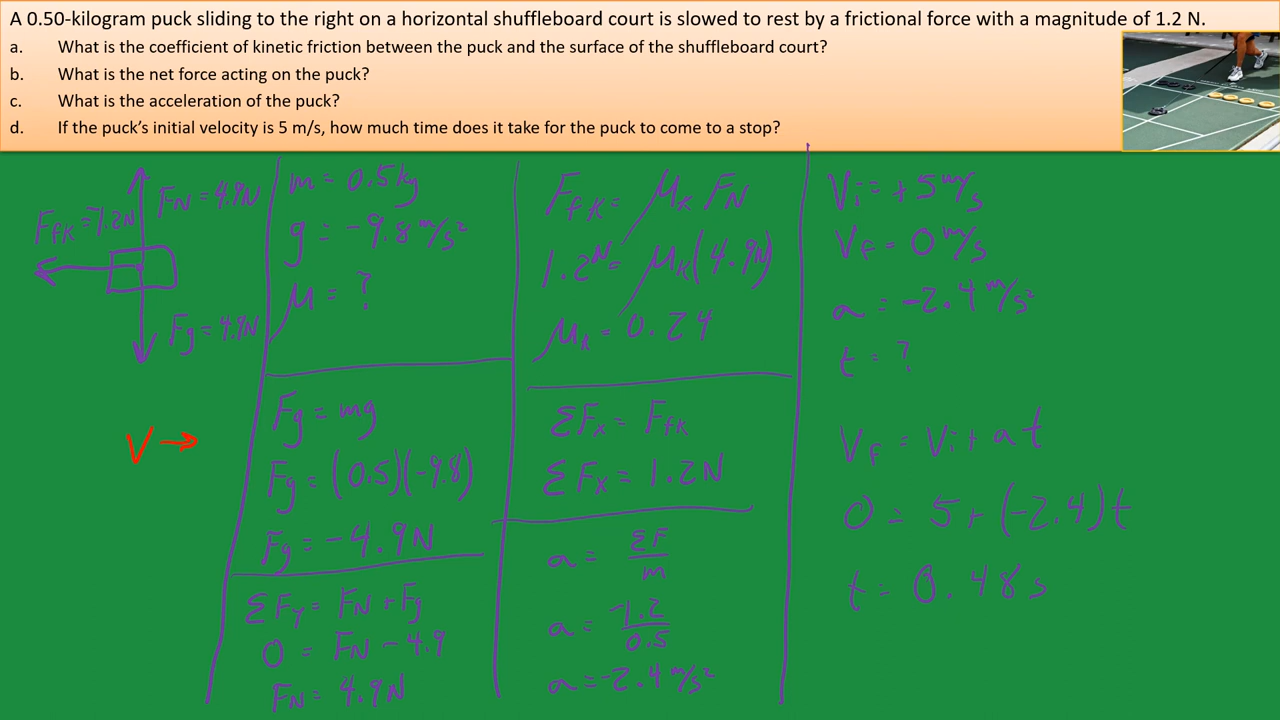 A 0.50-kilogram puck sliding to the right on a horizontal shuffleboard court is slowed to rest by a frictional force with a magnitude of 1.2 N.
a. What is the coefficient of kinetic friction between the puck and the surface of the shuffleboard court?
b. What is the net force acting on the puck?
c. What is the acceleration of the puck?
d. If the puck's initial velocity is 5 m/s, how much time does it take for the puck to come to a stop?
FN = 4.9N
FfK = 1.2N
Fg = 4.9N
V →
m = 0.5kg
g = -9.8 m/s²
μ = ?
Fg = mg
Fg = (0.5)(-9.8)
Fg = -4.9N
ΣFy = FN + Fg
0 = FN - 4.9
FN = 4.9N
FfK = μK FN
1.2N = μK(4.9N)
μK = 0.24
ΣFx = FfK
ΣFx = 1.2N
a = ΣF/m
a = -1.2/0.5
a = -2.4 m/s²
Vi = +5 m/s
VF = 0 m/s
a = -2.4 m/s²
t = ?
VF = Vi + at
0 = 5 + (-2.4)t
t = 0.48s